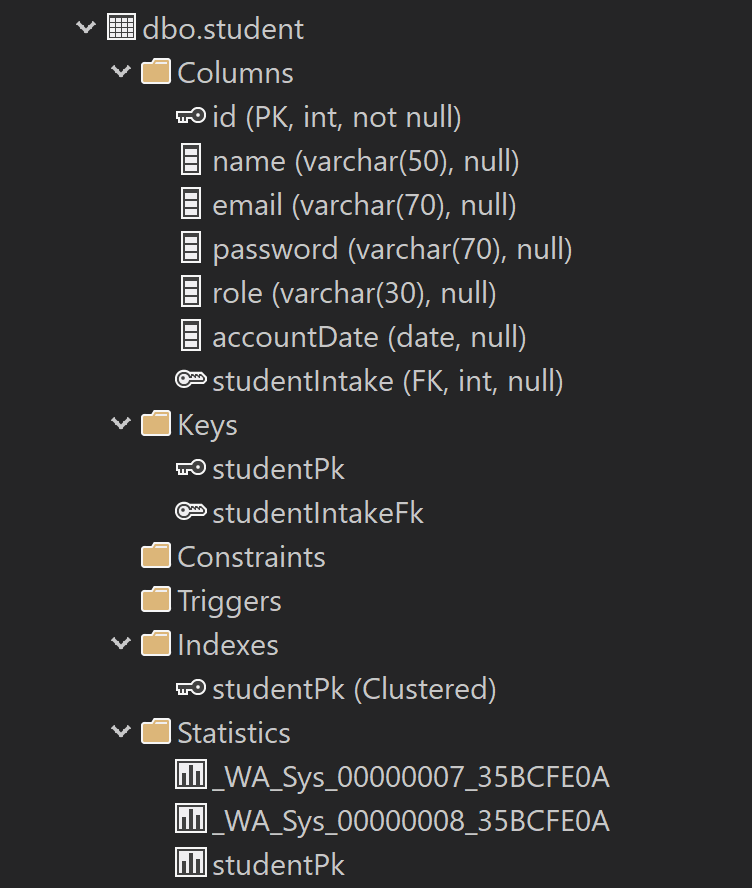 dbo.student
Columns
id (PK, int, not null)
name (varchar(50), null)
email (varchar(70), null)
password (varchar(70), null)
role (varchar(30), null)
accountDate (date, null)
studentIntake (FK, int, null)
Keys
studentPk
studentIntakeFk
Constraints
Triggers
Indexes
studentPk (Clustered)
Statistics
_WA_Sys_00000007_35BCFE0A
_WA_Sys_00000008_35BCFE0A
studentPk